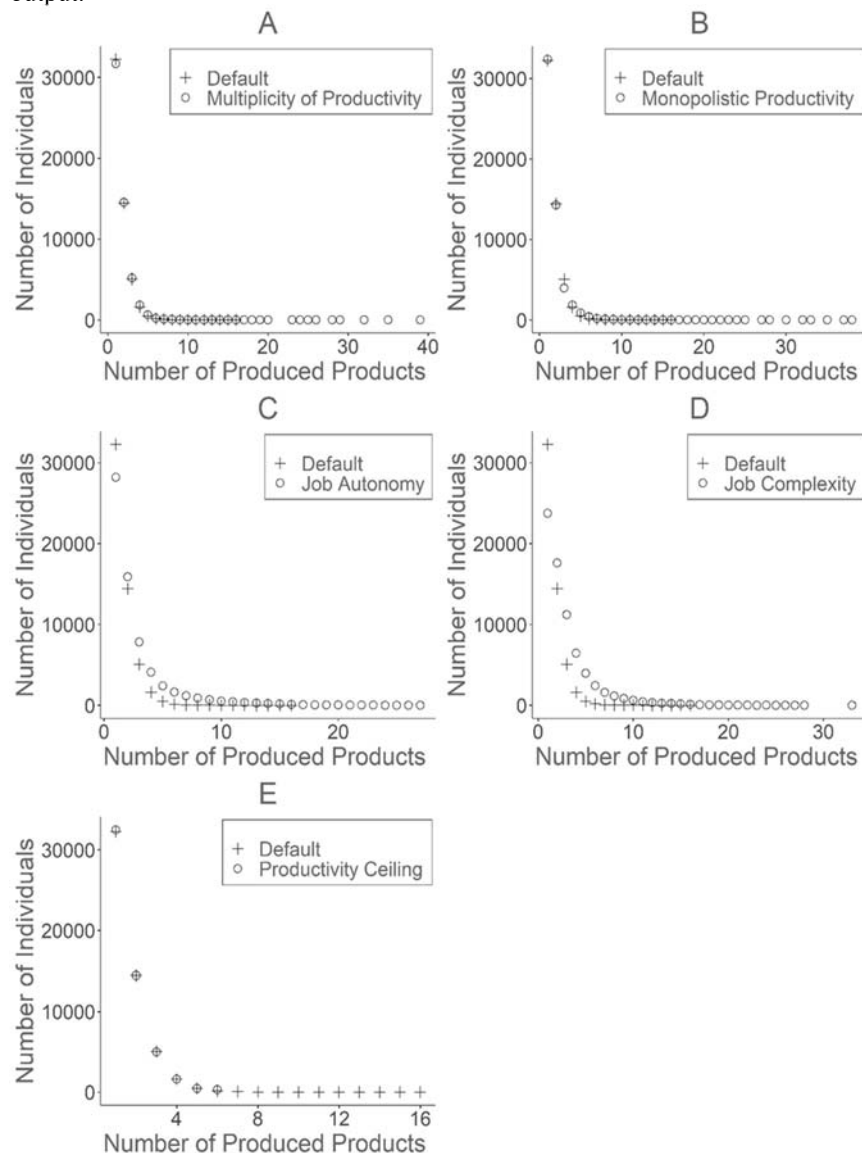 output.
A
Number of Individuals
30000
20000
10000
0
Default
Multiplicity of Productivity
0 10 20 30 40
Number of Produced Products
B
Number of Individuals
30000
20000
10000
0
Default
Monopolistic Productivity
0 10 20 30
Number of Produced Products
C
Number of Individuals
30000
20000
10000
0
Default
Job Autonomy
0 10 20
Number of Produced Products
D
Number of Individuals
30000
20000
10000
0
Default
Job Complexity
0 10 20 30
Number of Produced Products
E
Number of Individuals
30000
20000
10000
0
Default
Productivity Ceiling
4 8 12 16
Number of Produced Products